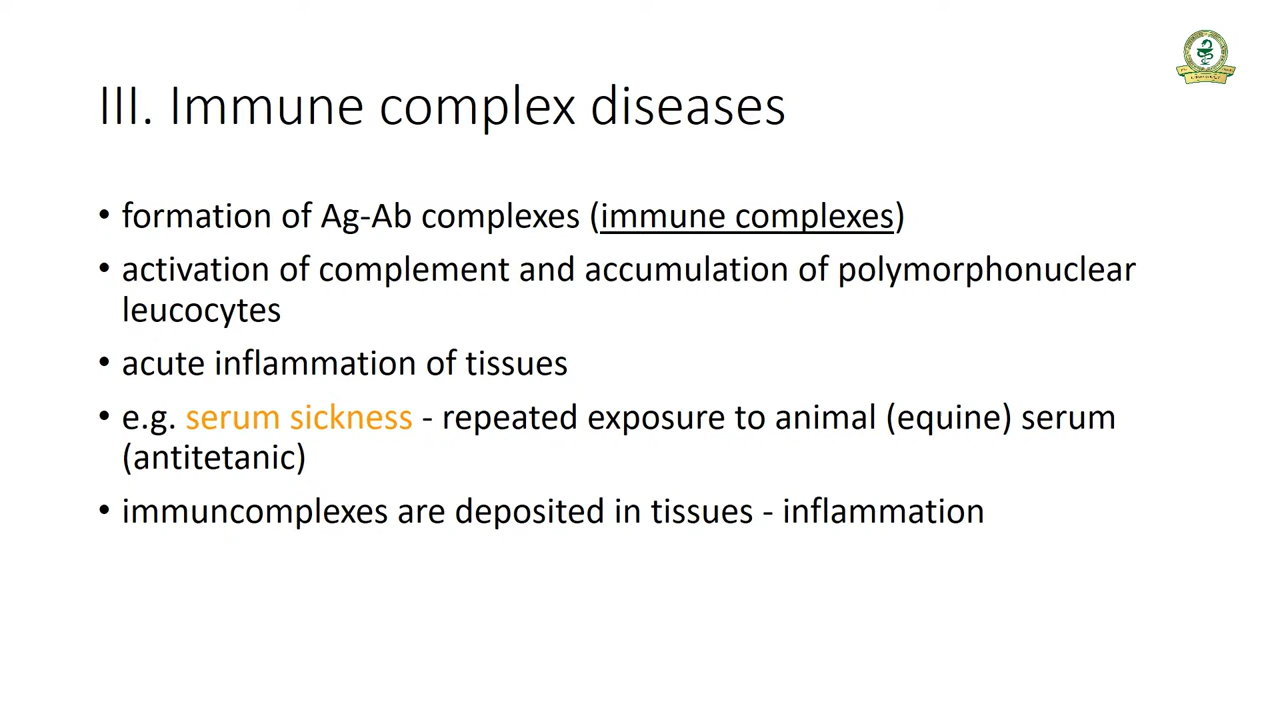 III. Immune complex diseases
• formation of Ag-Ab complexes (immune complexes)
• activation of complement and accumulation of polymorphonuclear
leucocytes
• acute inflammation of tissues
• e.g. serum sickness - repeated exposure to animal (equine) serum
(antitetanic)
• immuncomplexes are deposited in tissues - inflammation